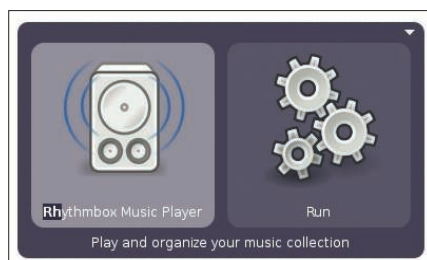 Rhythmbox Music Player
Run
Play and organize your music collection